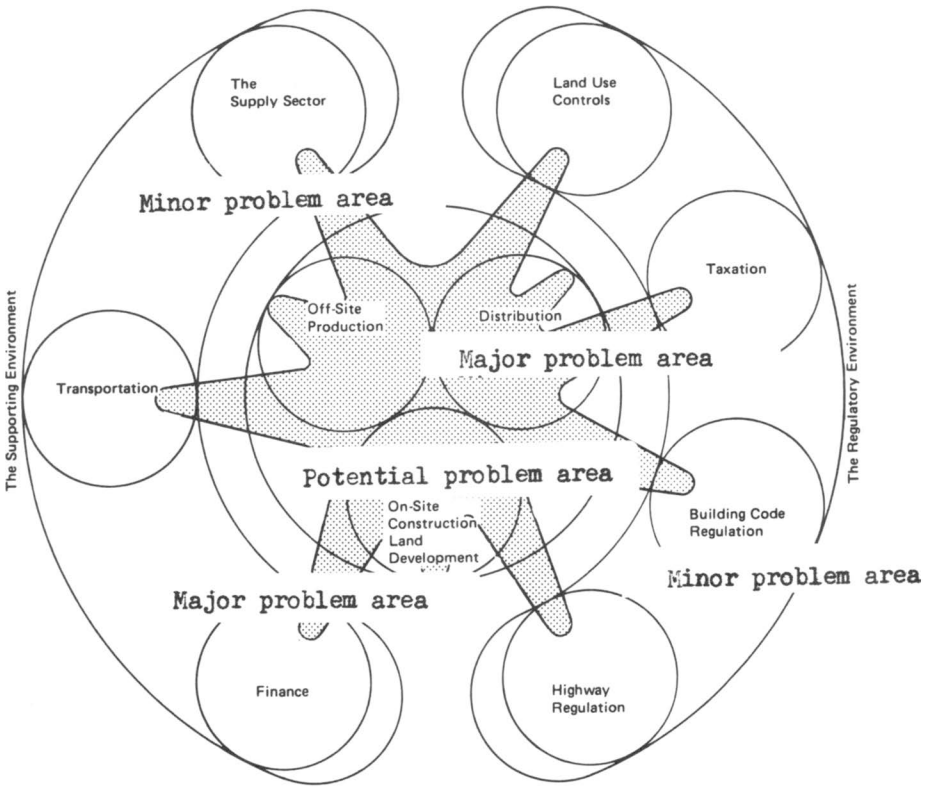 The
Supply Sector
Land Use
Controls
Minor problem area
Taxation
Off-Site
Production
Distribution
Major problem area
The Supporting Environment
Transportation
The Regulatory Environment
Potential problem area
On-Site
Construction
Land
Development
Building Code
Regulation
Minor problem area
Major problem area
Finance
Highway
Regulation